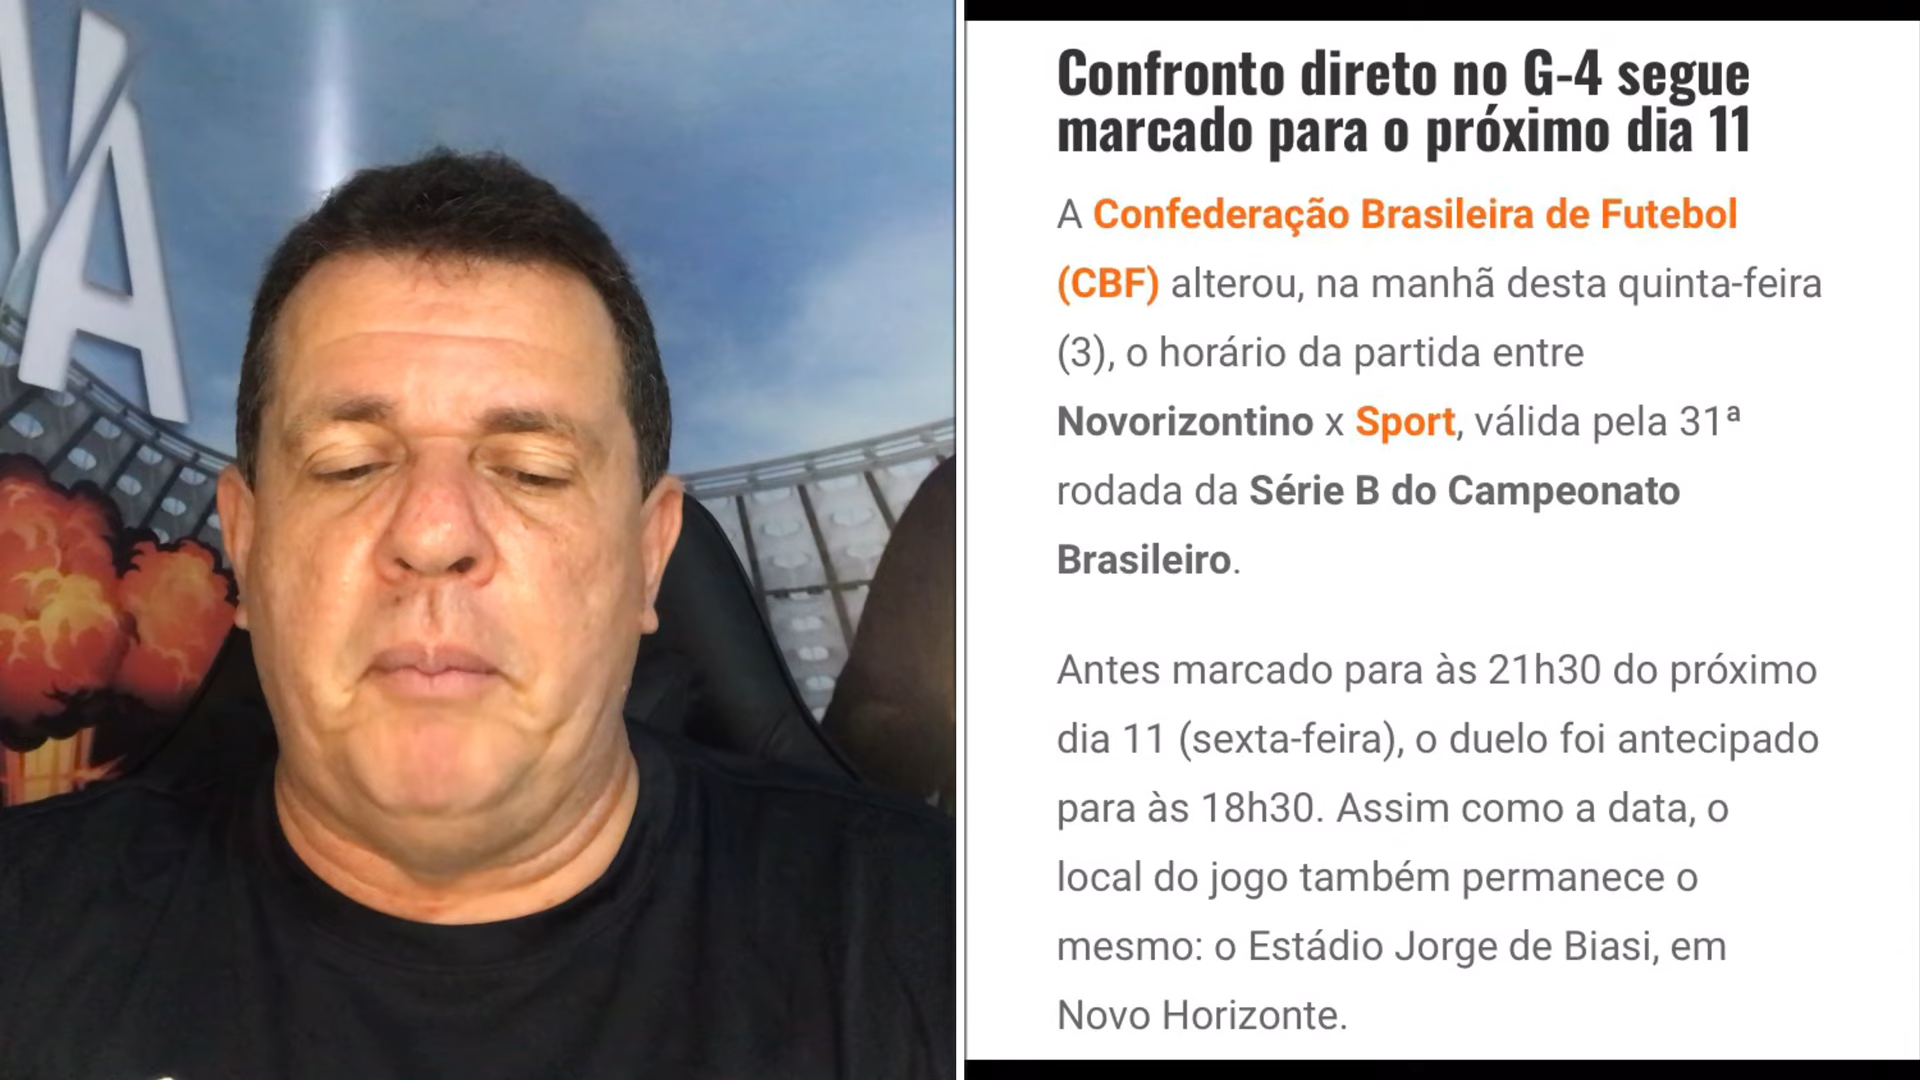 VA
Confronto direto no G-4 segue
marcado para o próximo dia 11
A Confederação Brasileira de Futebol
(CBF) alterou, na manhã desta quinta-feira
(3), o horário da partida entre
Novorizontino x Sport, válida pela 31ª
rodada da Série B do Campeonato
Brasileiro.
Antes marcado para às 21h30 do próximo
dia 11 (sexta-feira), o duelo foi antecipado
para às 18h30. Assim como a data, o
local do jogo também permanece o
mesmo: o Estádio Jorge de Biasi, em
Novo Horizonte.